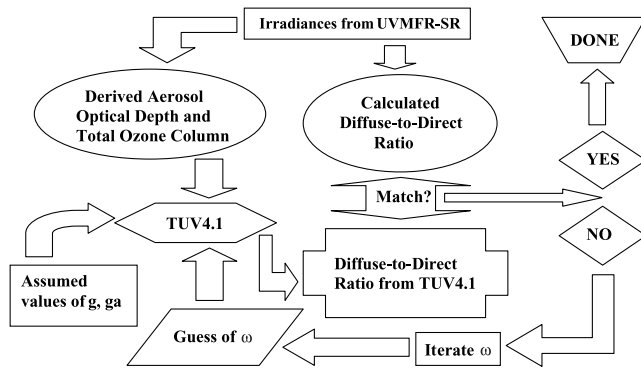 Irradiances from UVMFR-SR
DONE
Derived Aerosol
Optical Depth and
Total Ozone Column
Calculated
Diffuse-to-Direct
Ratio
YES
Match?
TUV4.1
NO
Assumed
values of g, ga
Diffuse-to-Direct
Ratio from TUV4.1
Guess of ω
Iterate ω